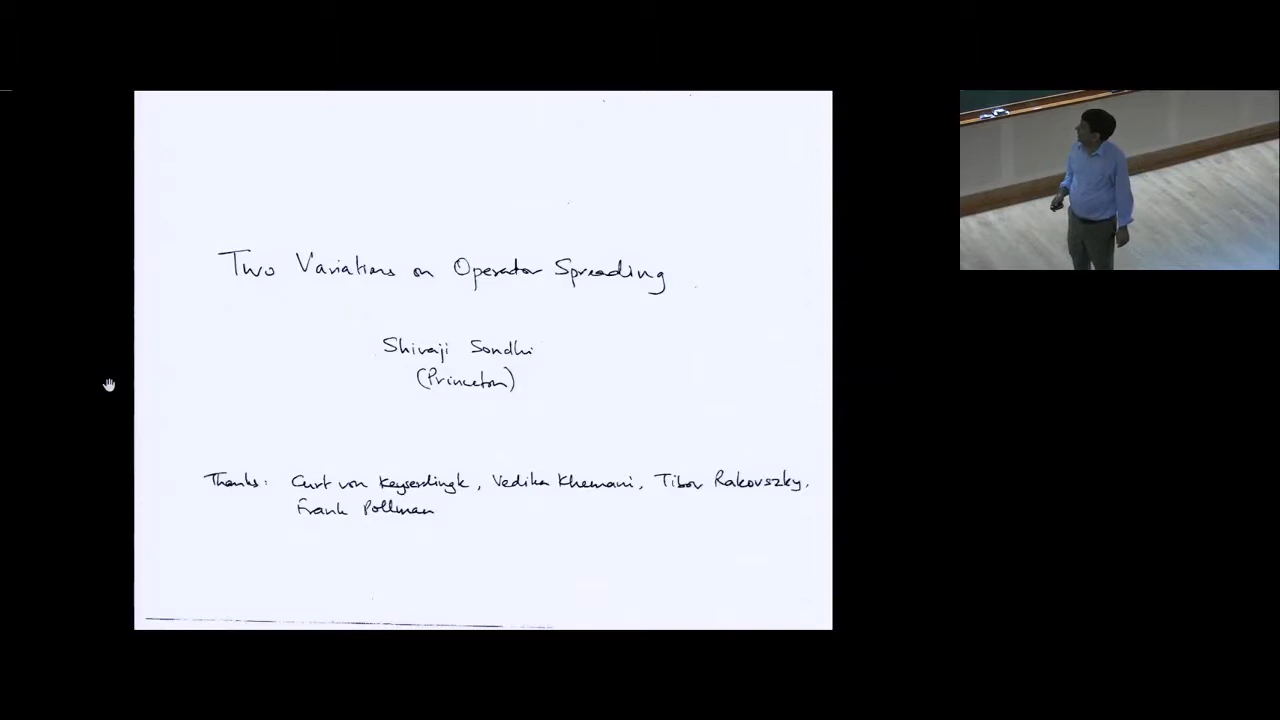 Two Variations on Operator Spreading
Shivaji Sondhi
(Princeton)
Thanks: Curt von Keyserlingk, Vedika Khemani, Tibor Rakovszky,
Frank Pollman